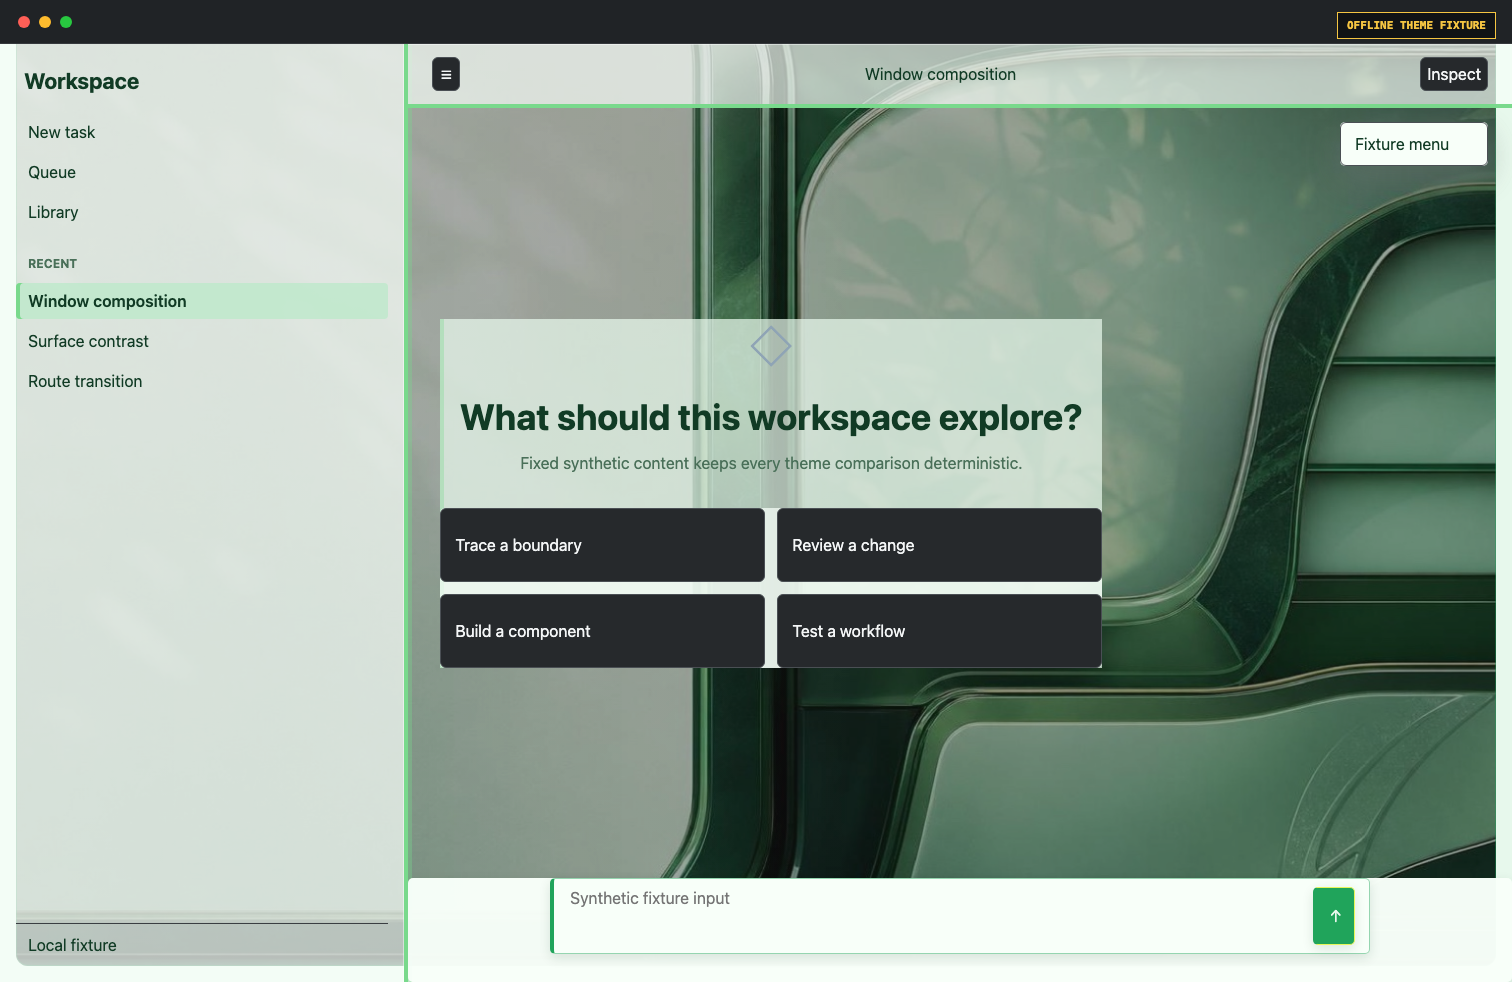 OFFLINE THEME FIXTURE
Workspace
New task
Queue
Library
RECENT
Window composition
Surface contrast
Route transition
Local fixture
Window composition
Inspect
Fixture menu
What should this workspace explore?
Fixed synthetic content keeps every theme comparison deterministic.
Trace a boundary
Review a change
Build a component
Test a workflow
Synthetic fixture input